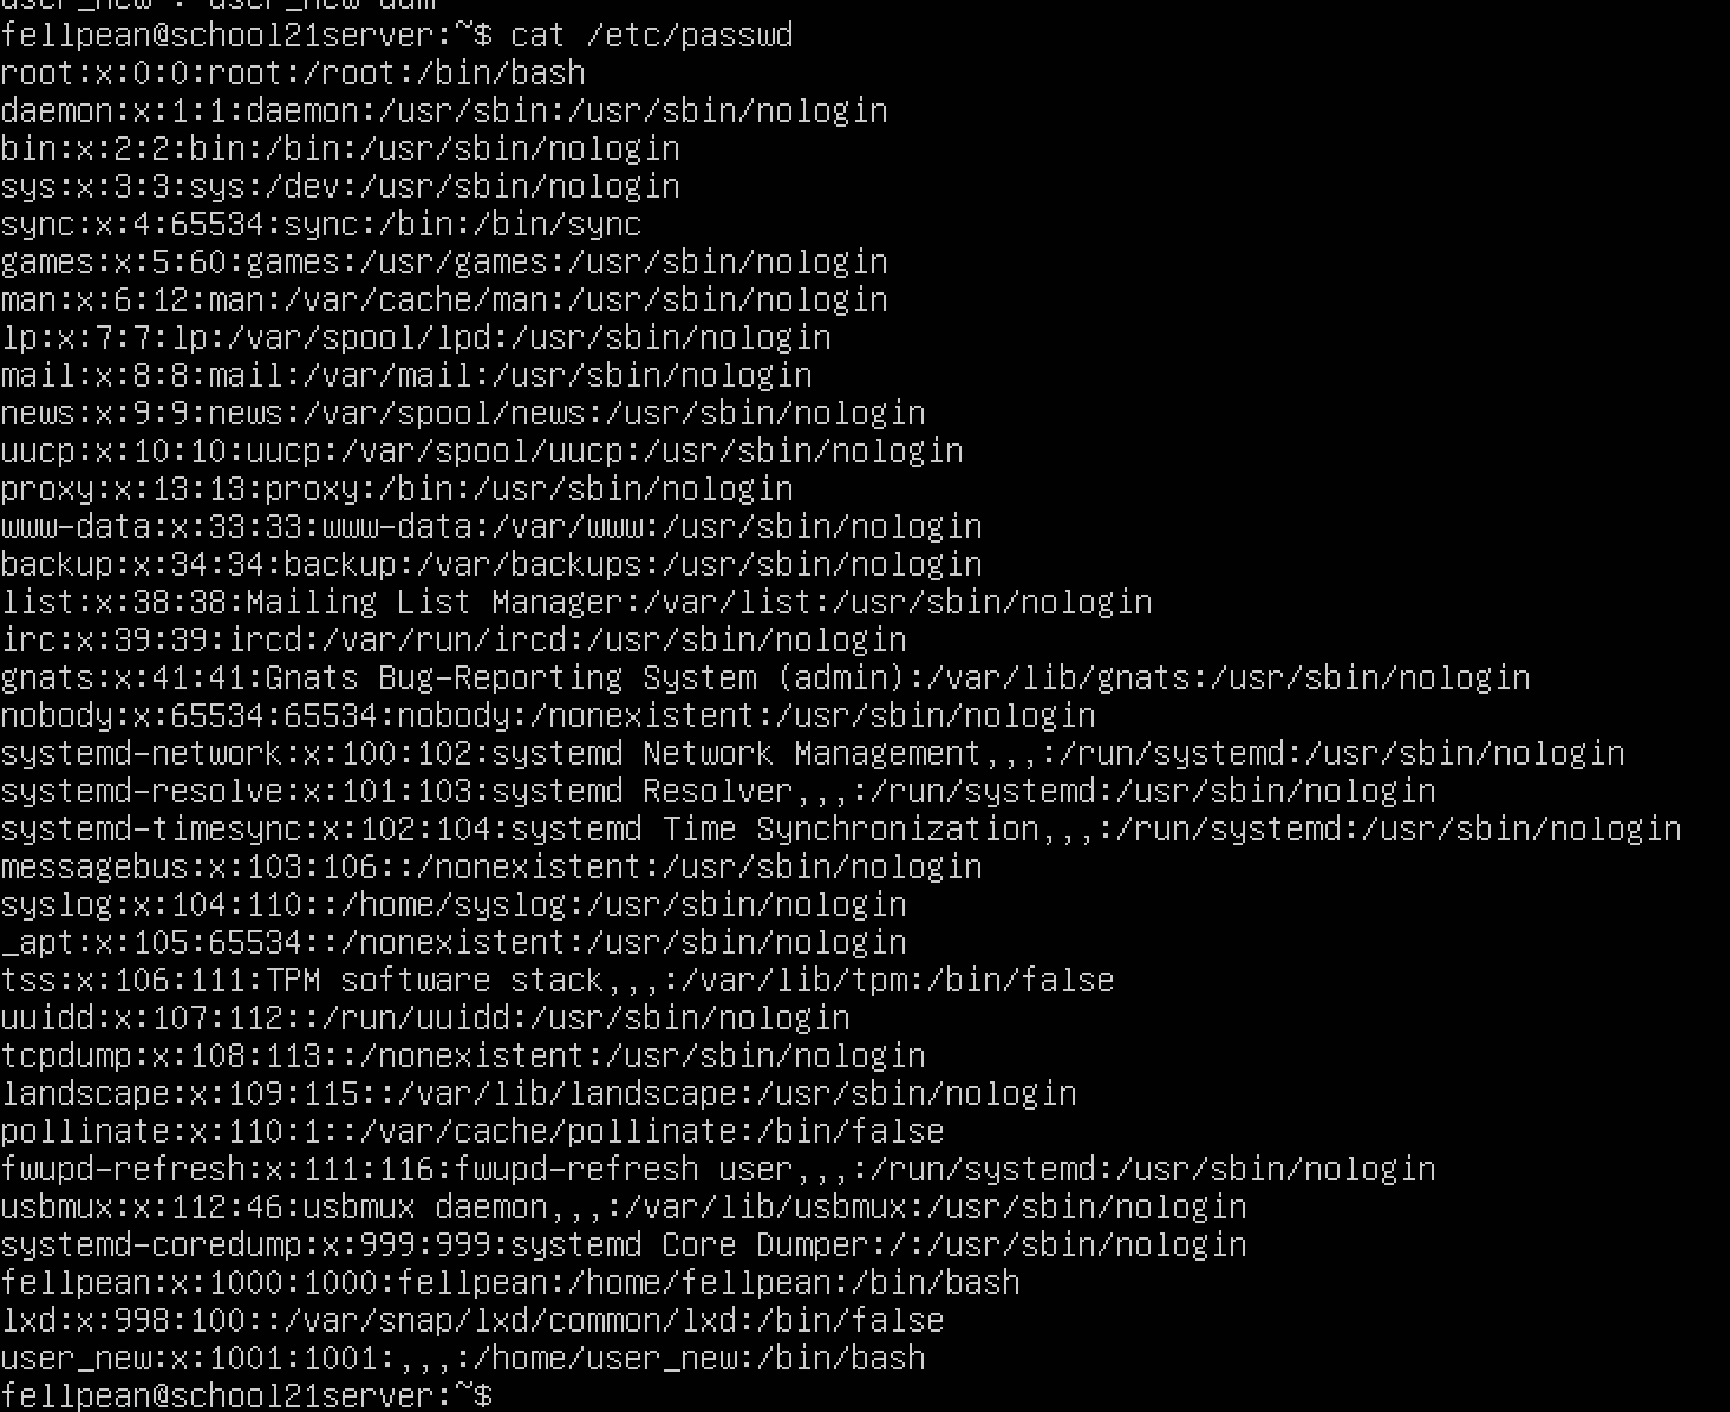 user_new : user_new adm
fellpean@school21server:~$ cat /etc/passwd
root:x:0:0:root:/root:/bin/bash
daemon:x:1:1:daemon:/usr/sbin:/usr/sbin/nologin
bin:x:2:2:bin:/bin:/usr/sbin/nologin
sys:x:3:3:sys:/dev:/usr/sbin/nologin
sync:x:4:65534:sync:/bin:/bin/sync
games:x:5:60:games:/usr/games:/usr/sbin/nologin
man:x:6:12:man:/var/cache/man:/usr/sbin/nologin
lp:x:7:7:lp:/var/spool/lpd:/usr/sbin/nologin
mail:x:8:8:mail:/var/mail:/usr/sbin/nologin
news:x:9:9:news:/var/spool/news:/usr/sbin/nologin
uucp:x:10:10:uucp:/var/spool/uucp:/usr/sbin/nologin
proxy:x:13:13:proxy:/bin:/usr/sbin/nologin
www-data:x:33:33:www-data:/var/www:/usr/sbin/nologin
backup:x:34:34:backup:/var/backups:/usr/sbin/nologin
list:x:38:38:Mailing List Manager:/var/list:/usr/sbin/nologin
irc:x:39:39:ircd:/var/run/ircd:/usr/sbin/nologin
gnats:x:41:41:Gnats Bug-Reporting System (admin):/var/lib/gnats:/usr/sbin/nologin
nobody:x:65534:65534:nobody:/nonexistent:/usr/sbin/nologin
systemd-network:x:100:102:systemd Network Management,,,:/run/systemd:/usr/sbin/nologin
systemd-resolve:x:101:103:systemd Resolver,,,:/run/systemd:/usr/sbin/nologin
systemd-timesync:x:102:104:systemd Time Synchronization,,,:/run/systemd:/usr/sbin/nologin
messagebus:x:103:106::/nonexistent:/usr/sbin/nologin
syslog:x:104:110::/home/syslog:/usr/sbin/nologin
_apt:x:105:65534::/nonexistent:/usr/sbin/nologin
tss:x:106:111:TPM software stack,,,:/var/lib/tpm:/bin/false
uuidd:x:107:112::/run/uuidd:/usr/sbin/nologin
tcpdump:x:108:113::/nonexistent:/usr/sbin/nologin
landscape:x:109:115::/var/lib/landscape:/usr/sbin/nologin
pollinate:x:110:1::/var/cache/pollinate:/bin/false
fwupd-refresh:x:111:116:fwupd-refresh user,,,:/run/systemd:/usr/sbin/nologin
usbmux:x:112:46:usbmux daemon,,,:/var/lib/usbmux:/usr/sbin/nologin
systemd-coredump:x:999:999:systemd Core Dumper:/:/usr/sbin/nologin
fellpean:x:1000:1000:fellpean:/home/fellpean:/bin/bash
lxd:x:998:100::/var/snap/lxd/common/lxd:/bin/false
user_new:x:1001:1001:,,,:/home/user_new:/bin/bash
fellpean@school21server:~$